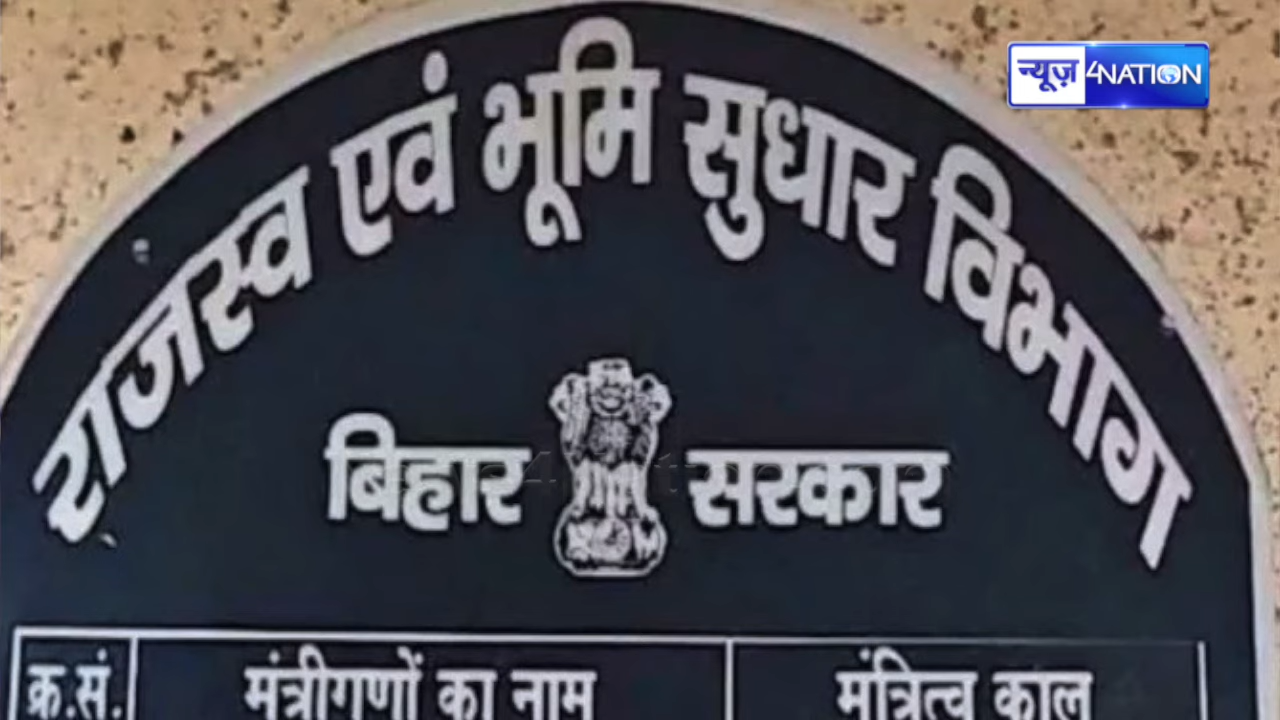 न्यूज़ 4NATION
राजस्व एवं भूमि सुधार विभाग
बिहार सरकार
क्र.सं. मंत्रीगणों का नाम मंत्रित्व काल